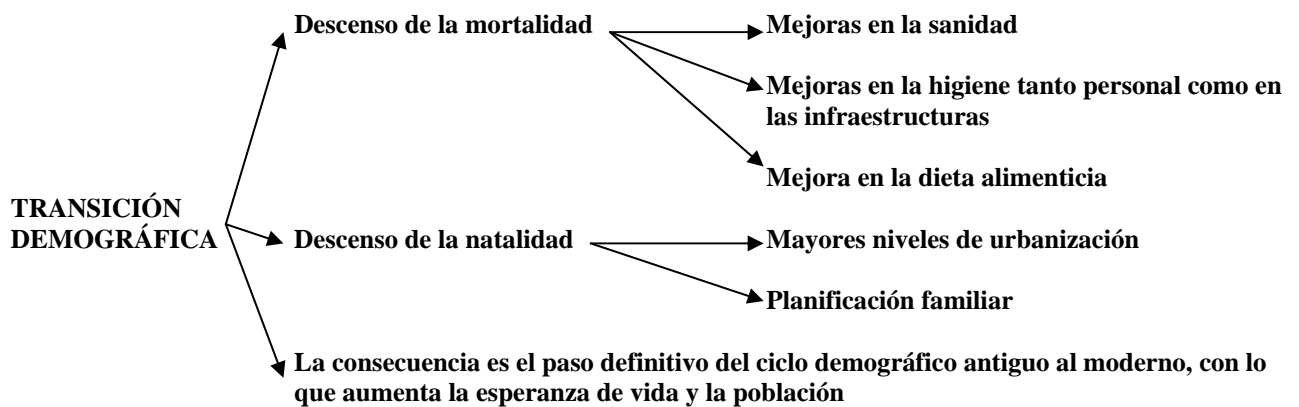 Descenso de la mortalidad
Mejoras en la sanidad
Mejoras en la higiene tanto personal como en
las infraestructuras
Mejora en la dieta alimenticia
TRANSICIÓN
DEMOGRÁFICA
Descenso de la natalidad
Mayores niveles de urbanización
Planificación familiar
La consecuencia es el paso definitivo del ciclo demográfico antiguo al moderno, con lo
que aumenta la esperanza de vida y la población